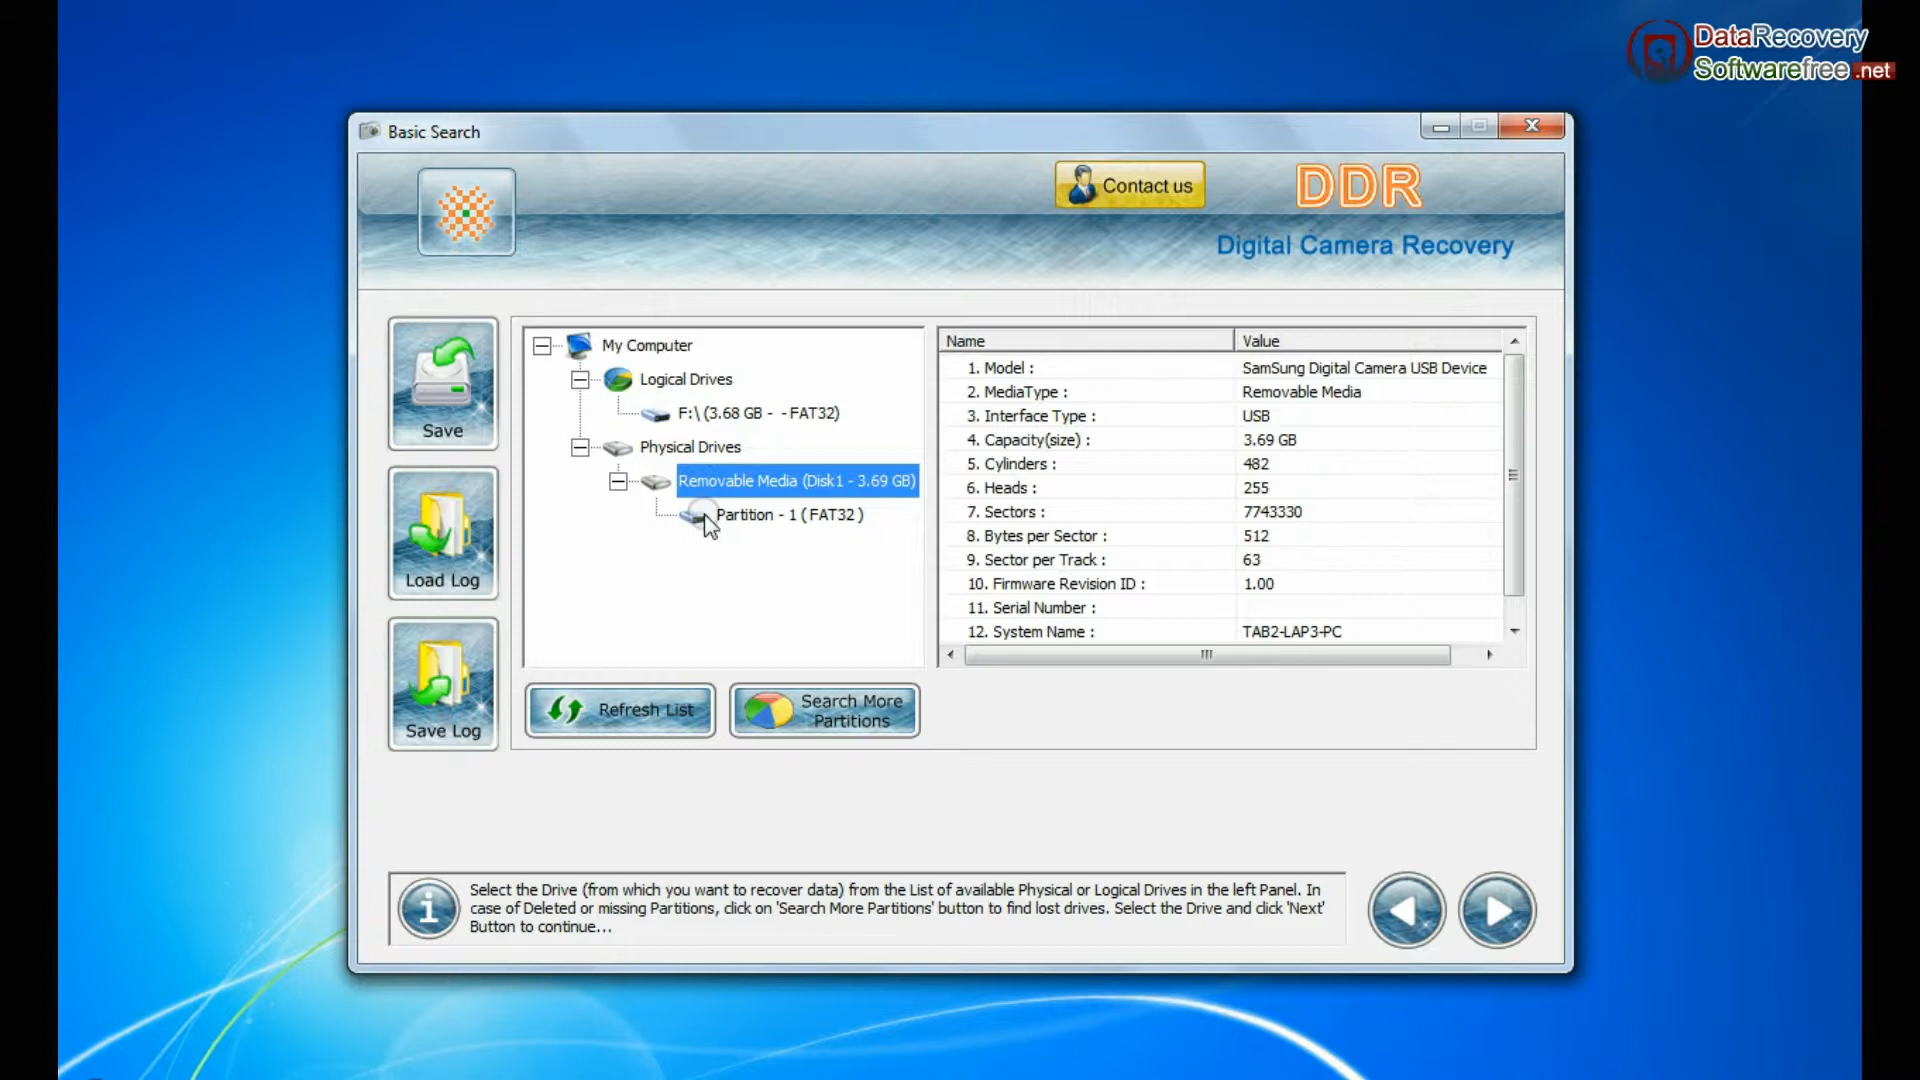 DataRecovery
Softwarefree.net
Basic Search
Contact us
DDR
Digital Camera Recovery
Save
Load Log
Save Log
My Computer
Logical Drives
F:\ (3.68 GB - - FAT32)
Physical Drives
Removable Media (Disk1 - 3.69 GB)
Partition - 1 ( FAT32 )
Name Value
1. Model : SamSung Digital Camera USB Device
2. MediaType : Removable Media
3. Interface Type : USB
4. Capacity(size) : 3.69 GB
5. Cylinders : 482
6. Heads : 255
7. Sectors : 7743330
8. Bytes per Sector : 512
9. Sector per Track : 63
10. Firmware Revision ID : 1.00
11. Serial Number :
12. System Name : TAB2-LAP3-PC
Refresh List
Search More
Partitions
Select the Drive (from which you want to recover data) from the List of available Physical or Logical Drives in the left Panel. In
case of Deleted or missing Partitions, click on 'Search More Partitions' button to find lost drives. Select the Drive and click 'Next'
Button to continue...